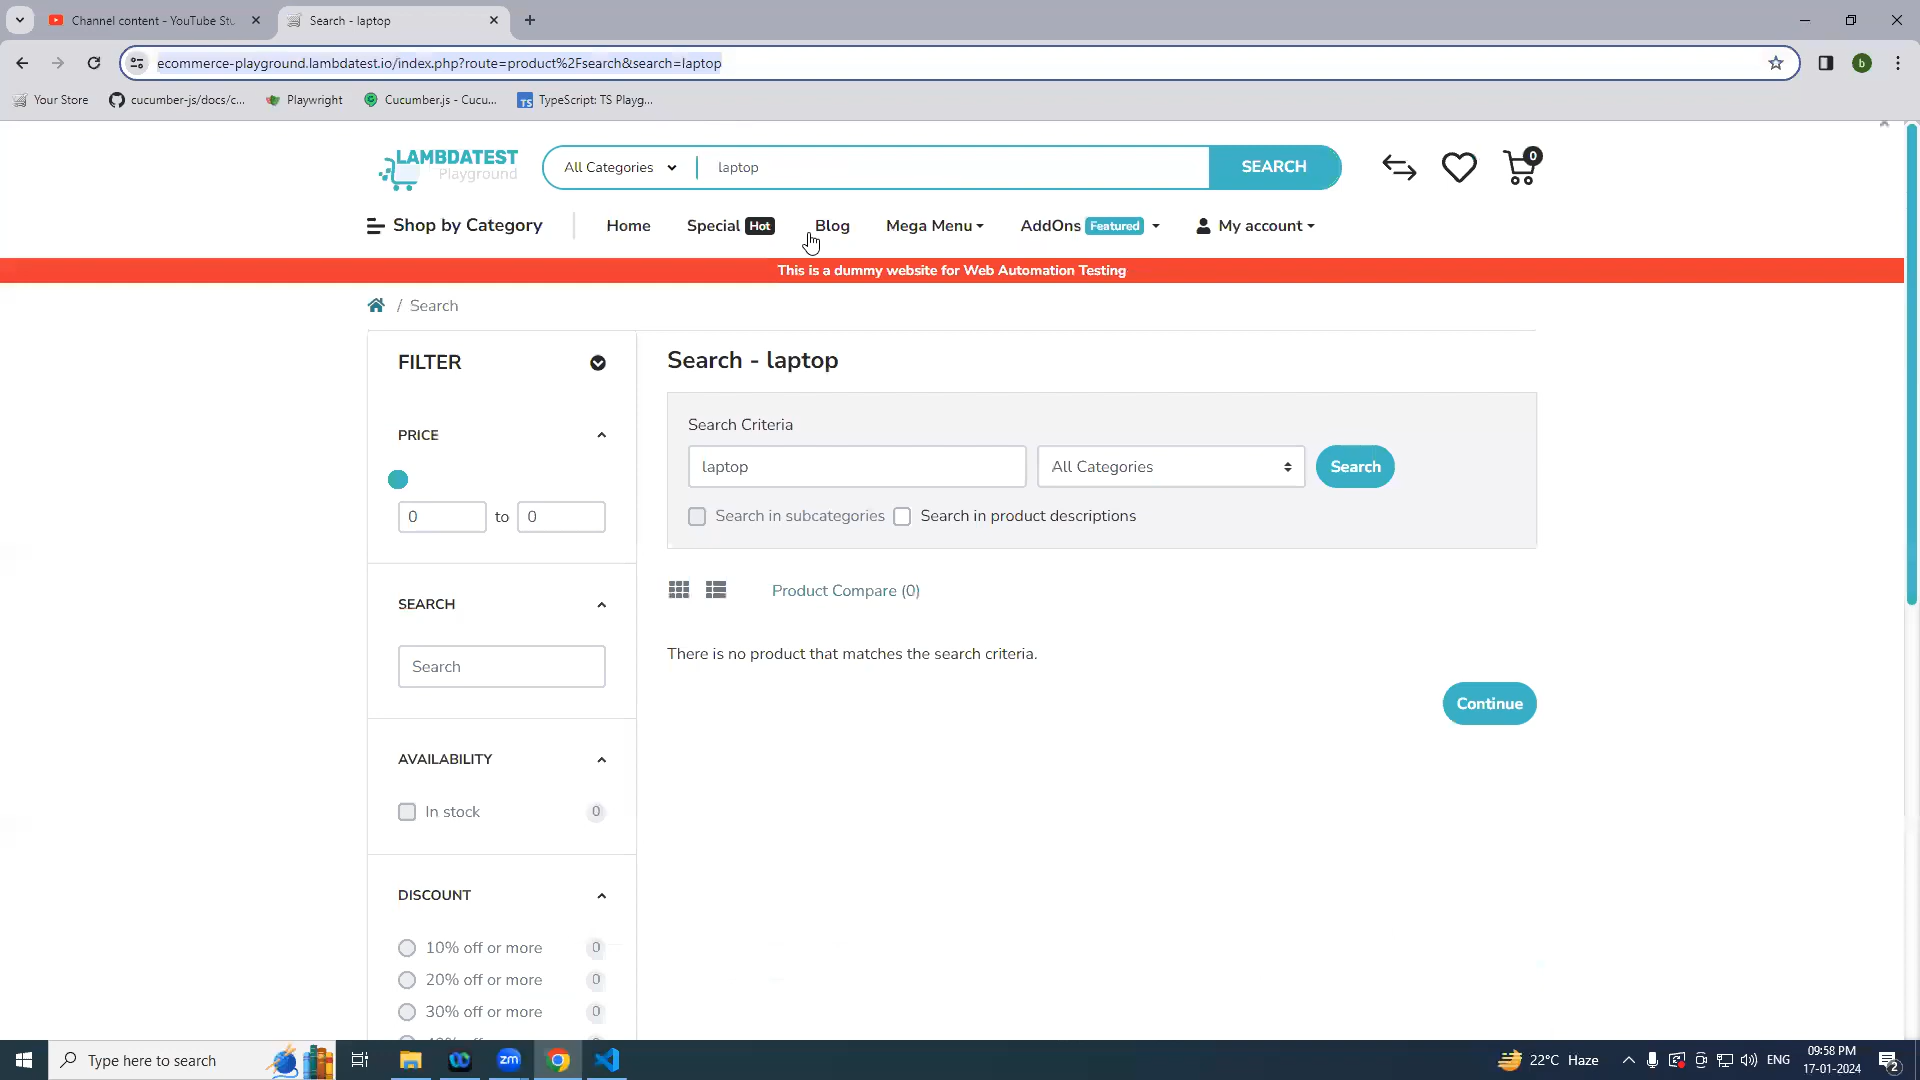 Channel content - YouTube Stu
Search - laptop
ecommerce-playground.lambdatest.io/index.php?route=product%2Fsearch&search=laptop
b
Your Store
cucumber-js/docs/c...
Playwright
Cucumber.js - Cucu...
TS TypeScript: TS Playg...
LAMBDATEST
Playground
All Categories
laptop
SEARCH
0
Shop by Category
Home
Special Hot
Blog
Mega Menu
AddOns Featured
My account
This is a dummy website for Web Automation Testing
/ Search
FILTER
PRICE
0 to 0
SEARCH
Search
AVAILABILITY
In stock 0
DISCOUNT
10% off or more 0
20% off or more 0
30% off or more 0
Search - laptop
Search Criteria
laptop
All Categories
Search
Search in subcategories
Search in product descriptions
Product Compare (0)
There is no product that matches the search criteria.
Continue
Type here to search
zm
22°C Haze
ENG
09:58 PM
17-01-2024
2